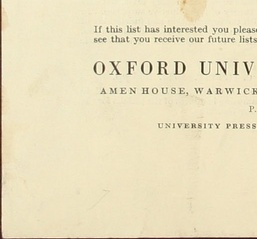 If this list has interested you please
see that you receive our future lists
OXFORD UNIV
AMEN HOUSE, WARWICK
P.
UNIVERSITY PRESS